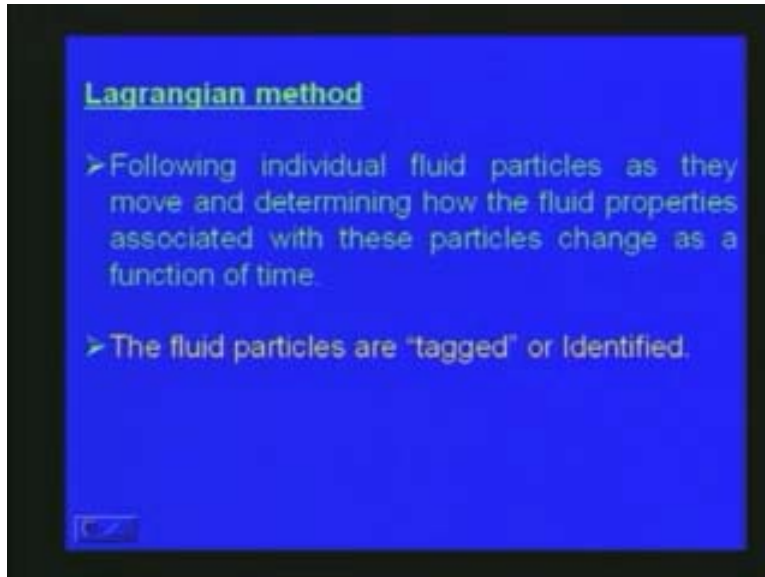 Lagrangian method
➢Following individual fluid particles as they
move and determining how the fluid properties
associated with these particles change as a
function of time.
➢The fluid particles are "tagged" or Identified.